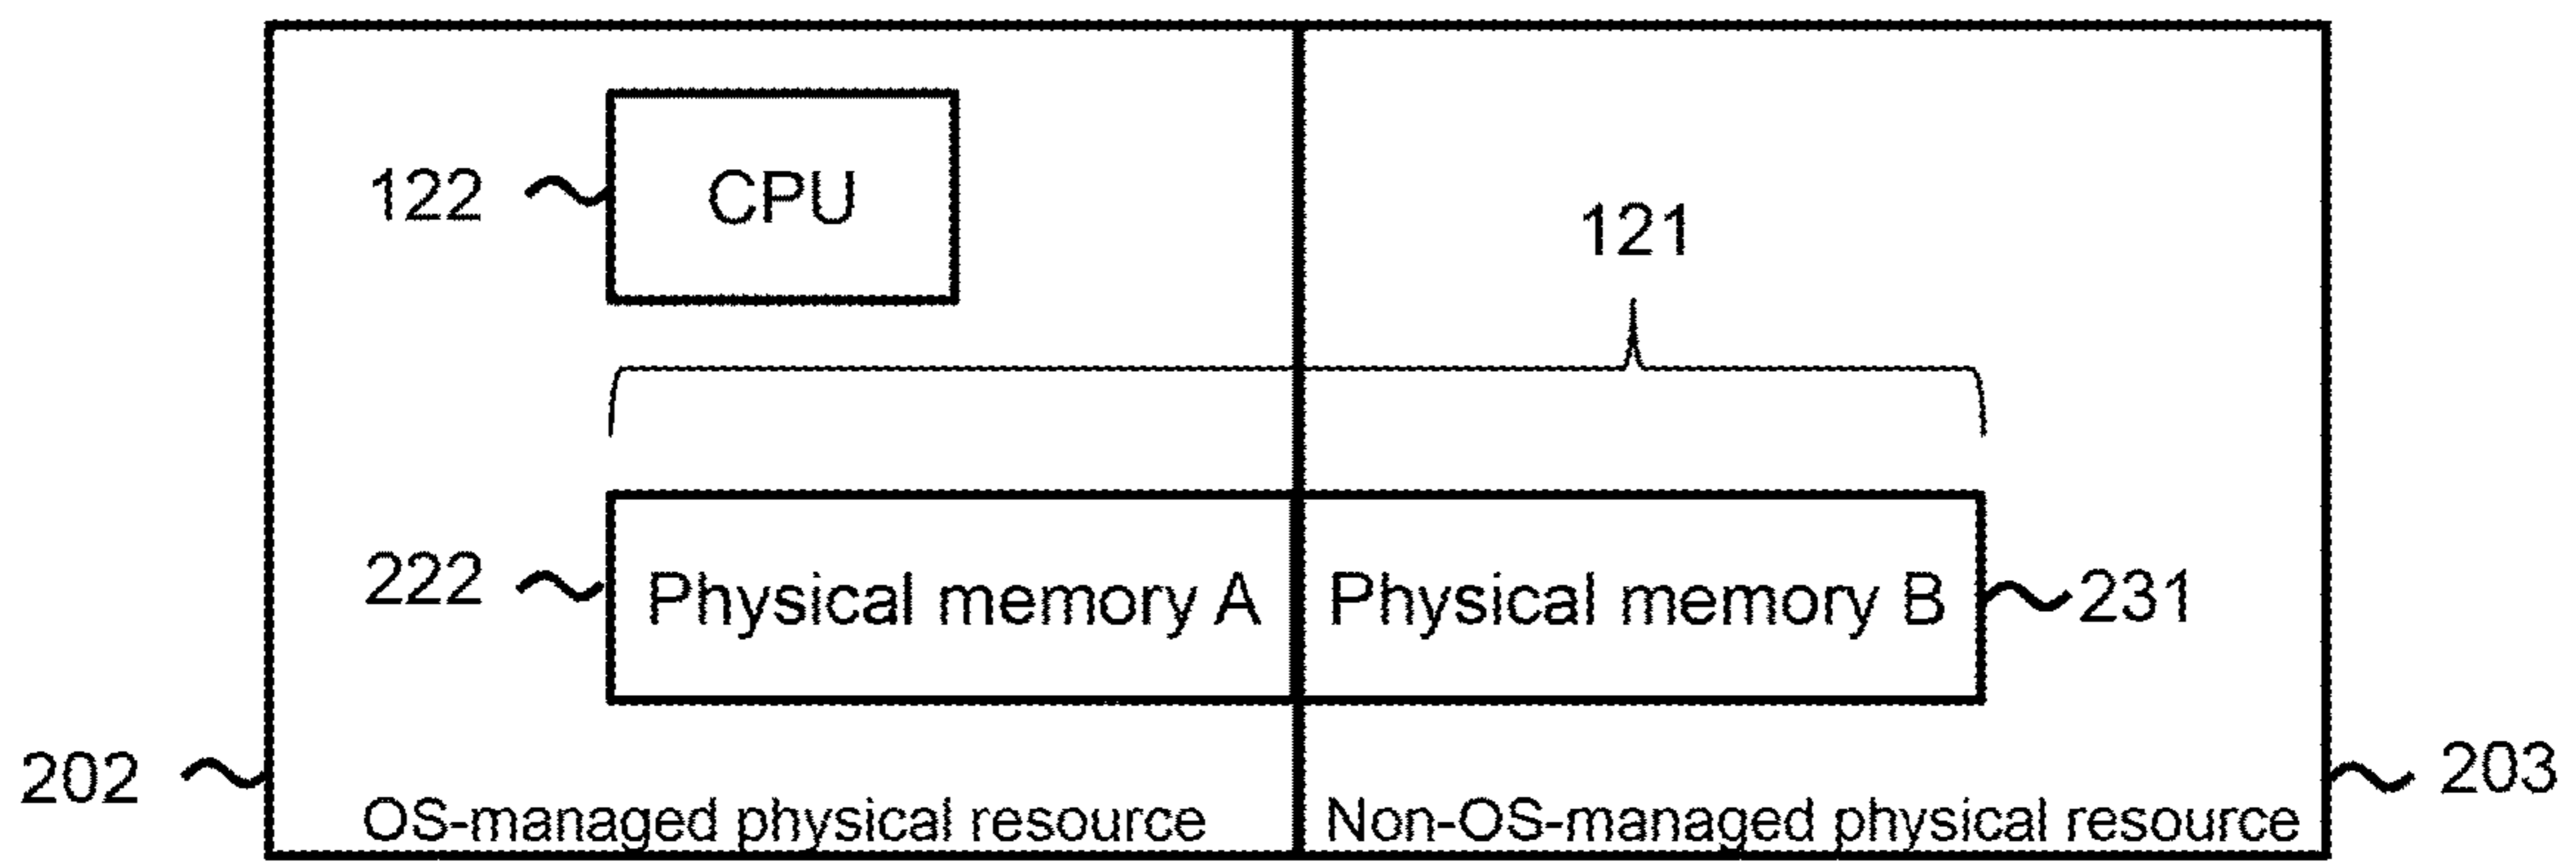 122
CPU
121
222
Physical memory A
Physical memory B
231
202
OS-managed physical resource
Non-OS-managed physical resource
203